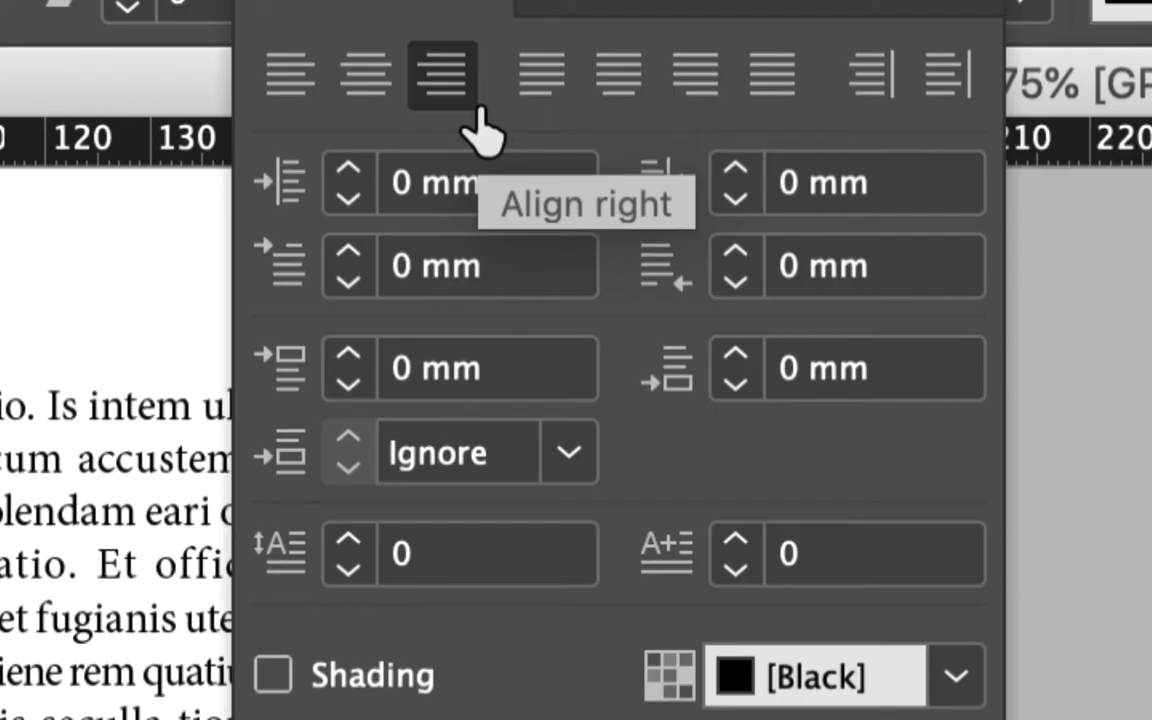 75% [GP
120 130
210 220
0 mm 0 mm
Align right
0 mm 0 mm
0 mm 0 mm
Ignore
0 0
Shading [Black]
io. Is intem ul
cum accustem
olendam eari
atio. Et offic
et fugianis ute
iene rem quatiu